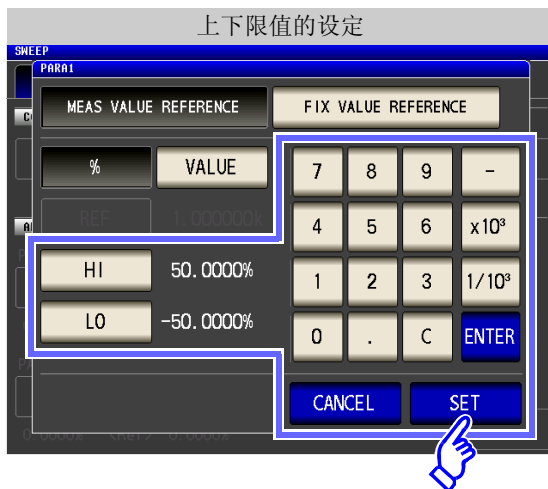 上下限值的设定
SWEEP
PARA1
MEAS VALUE REFERENCE FIX VALUE REFERENCE
% VALUE
7 8 9 -
REF 1.000000k
4 5 6 x10³
HI 50.0000%
1 2 3 1/10³
LO -50.0000%
0 . C ENTER
CANCEL SET
0.0000% <Ref> 0.0000%